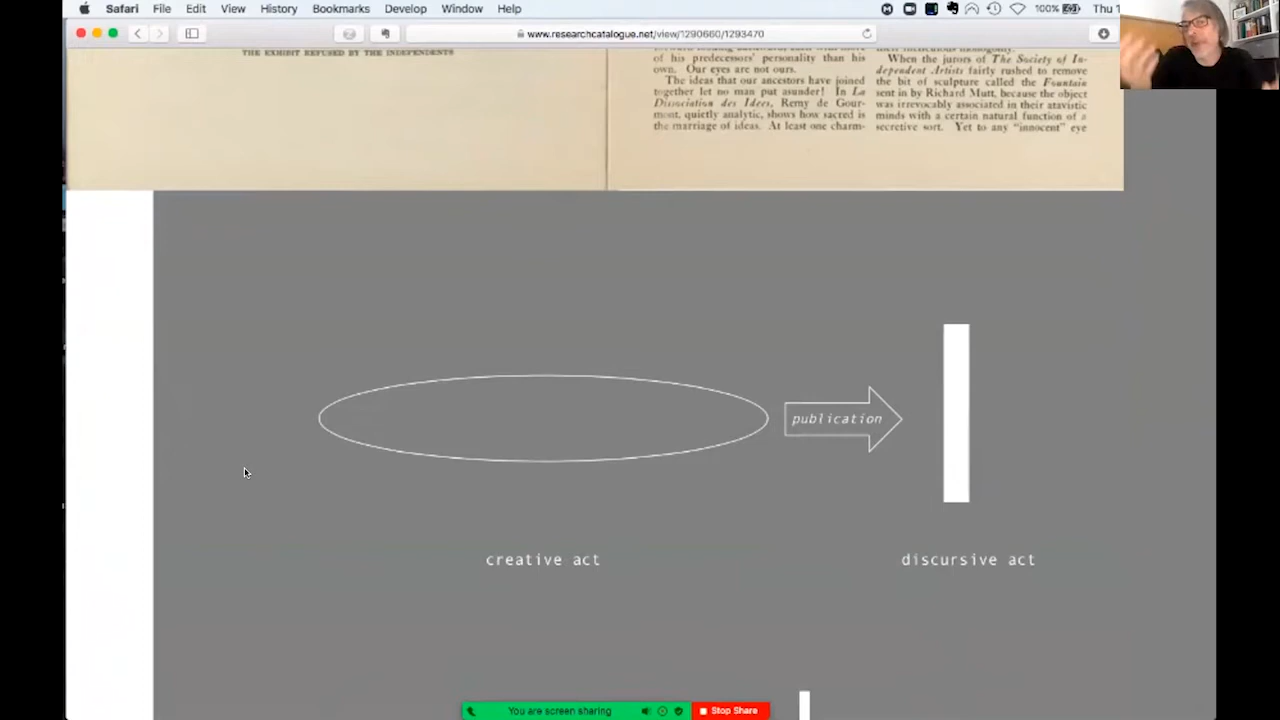 Safari File Edit View History Bookmarks Develop Window Help 100% Thu 1
www.researchcatalogue.net/view/1290660/1293470
THE EXHIBIT REFUSED BY THE INDEPENDENTS
of his predecessors' personality than his
own. Our eyes are not ours.
The ideas that our ancestors have joined
together let no man put asunder! In La
Dissociation des Idees, Remy de Gour-
mont, quietly analytic, shows how sacred is
the marriage of ideas. At least one charm-
When the jurors of The Society of In-
dependent Artists fairly rushed to remove
the bit of sculpture called the Fountain
sent in by Richard Mutt, because the object
was irrevocably associated in their atavistic
minds with a certain natural function of a
secretive sort. Yet to any "innocent" eye
publication
creative act
discursive act
You are screen sharing
Stop Share